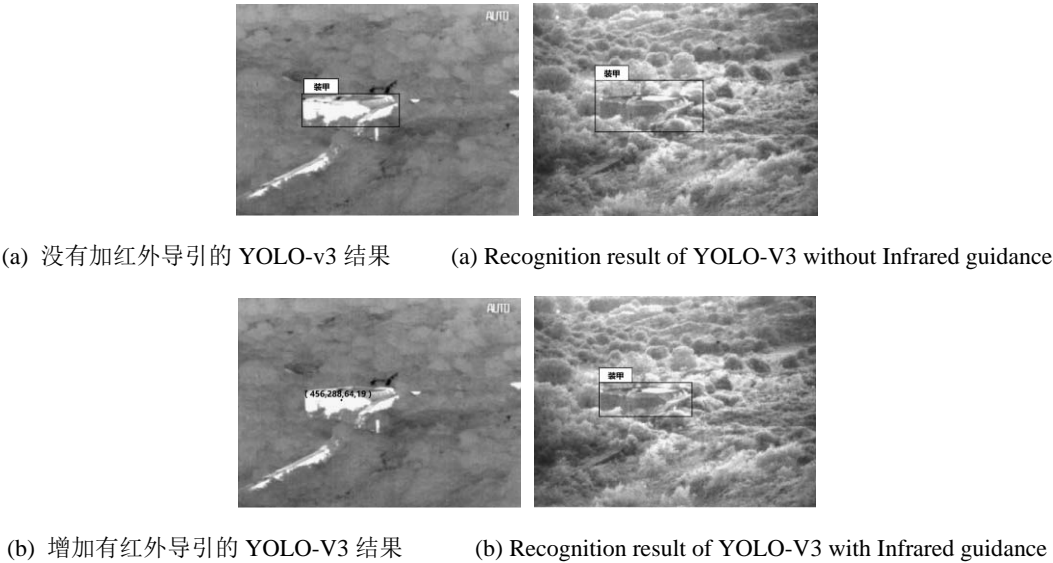 AUTO
装甲
装甲
(a) 没有加红外导引的 YOLO-v3 结果
(a) Recognition result of YOLO-V3 without Infrared guidance
AUTO
( 456,288,64,19 )
装甲
(b) 增加有红外导引的 YOLO-V3 结果
(b) Recognition result of YOLO-V3 with Infrared guidance